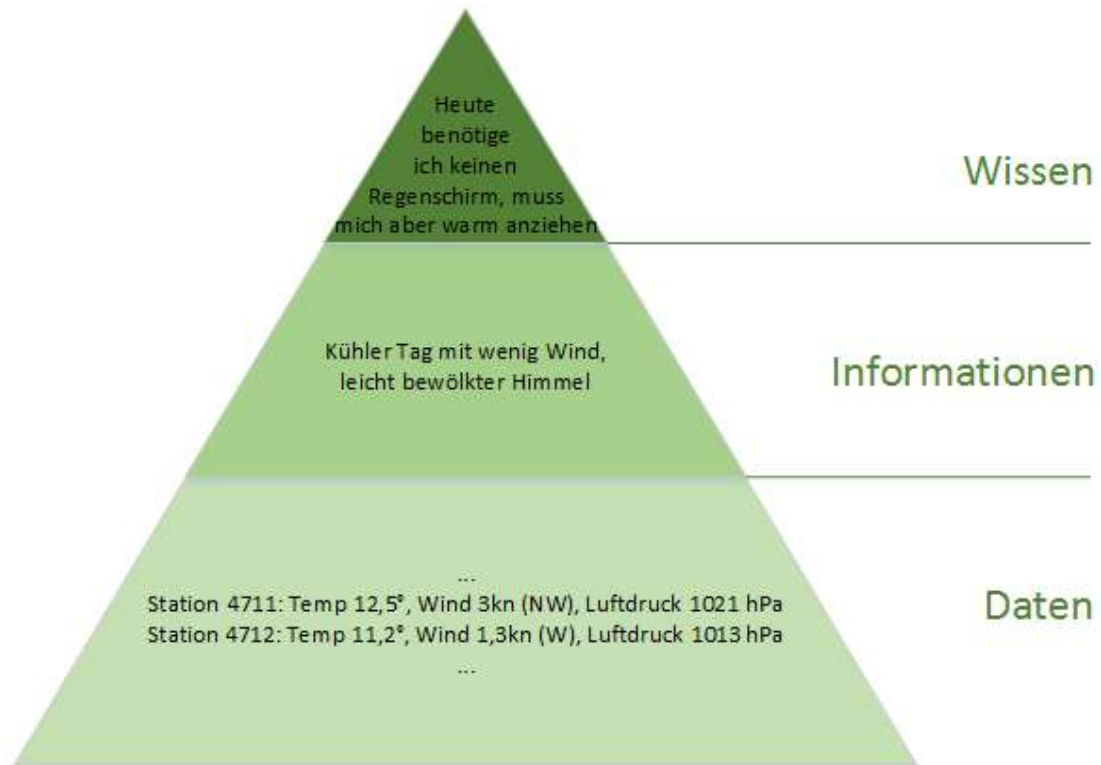 Heute
benötige
ich keinen
Regenschirm, muss
mich aber warm anziehen
Wissen
Kühler Tag mit wenig Wind,
leicht bewölkter Himmel
Informationen
...
Station 4711: Temp 12,5°, Wind 3kn (NW), Luftdruck 1021 hPa
Station 4712: Temp 11,2°, Wind 1,3kn (W), Luftdruck 1013 hPa
...
Daten